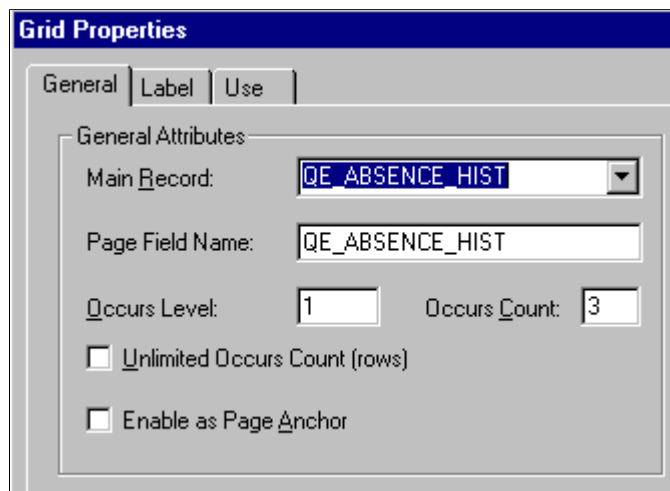 Grid Properties
General Label Use
General Attributes
Main Record: QE_ABSENCE_HIST
Page Field Name: QE_ABSENCE_HIST
Occurs Level: 1 Occurs Count: 3
Unlimited Occurs Count (rows)
Enable as Page Anchor